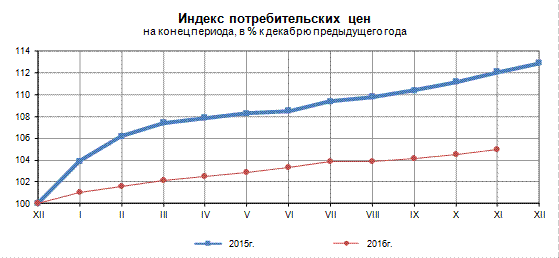 Индекс потребительских цен
на конец периода, в % к декабрю предыдущего года
114
112
110
108
106
104
102
100
XII I II III IV V VI VII VIII IX X XI XII
2015г. 2016г.